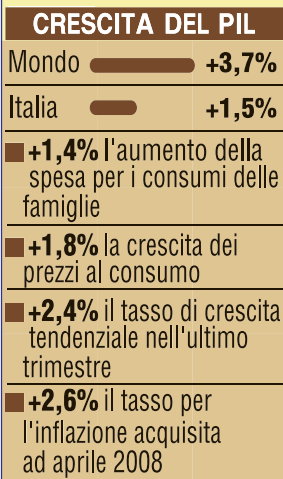 CRESCITA DEL PIL
Mondo +3,7%
Italia +1,5%
+1,4% l'aumento della
spesa per i consumi delle
famiglie
+1,8% la crescita dei
prezzi al consumo
+2,4% il tasso di crescita
tendenziale nell'ultimo
trimestre
+2,6% il tasso per
l'inflazione acquisita
ad aprile 2008